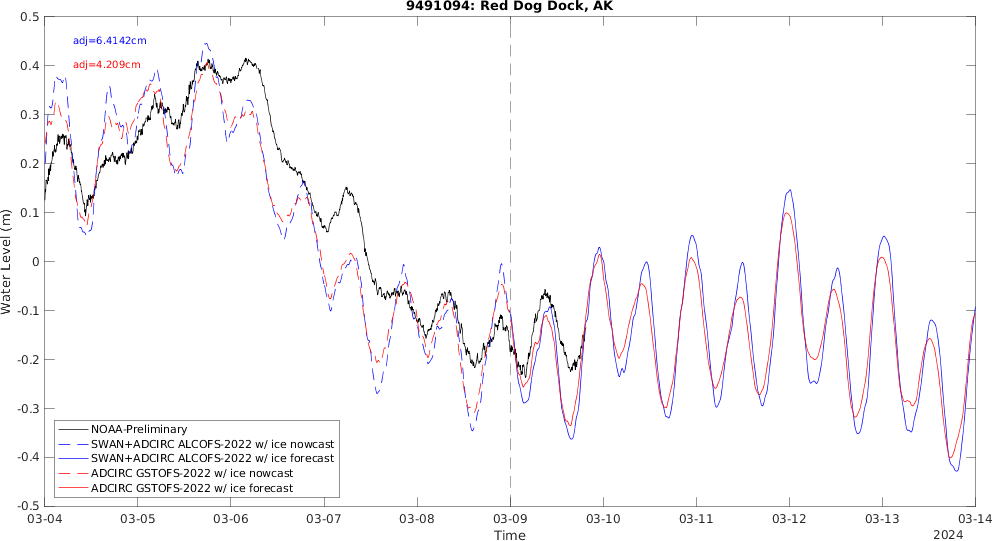 9491094: Red Dog Dock, AK
adj=6.4142cm
adj=4.209cm
Water Level (m)
0.5
0.4
0.3
0.2
0.1
0
-0.1
-0.2
-0.3
-0.4
-0.5
NOAA-Preliminary
SWAN+ADCIRC ALCOFS-2022 w/ ice nowcast
SWAN+ADCIRC ALCOFS-2022 w/ ice forecast
ADCIRC GSTOFS-2022 w/ ice nowcast
ADCIRC GSTOFS-2022 w/ ice forecast
03-04 03-05 03-06 03-07 03-08 03-09 03-10 03-11 03-12 03-13 03-14
Time
2024